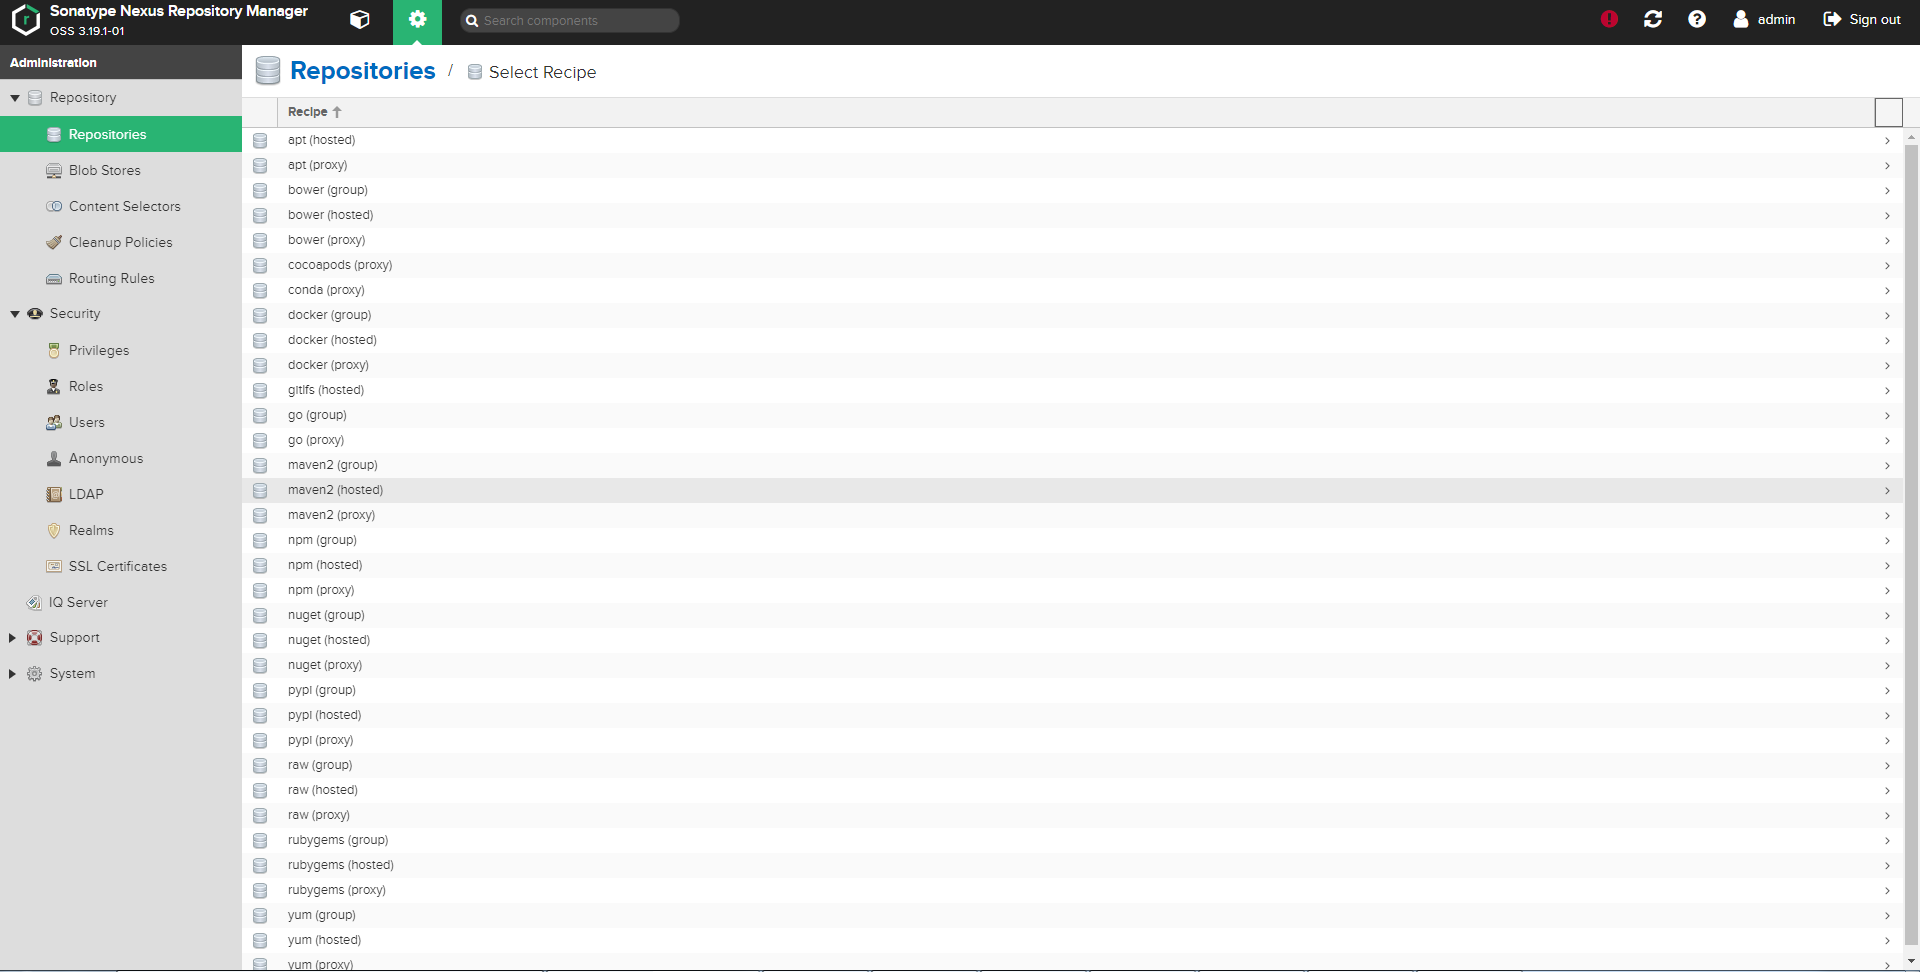 Sonatype Nexus Repository Manager
OSS 3.19.1-01
Search components
admin
Sign out
Administration
Repository
Repositories
Blob Stores
Content Selectors
Cleanup Policies
Routing Rules
Security
Privileges
Roles
Users
Anonymous
LDAP
Realms
SSL Certificates
IQ Server
Support
System
Repositories / Select Recipe
Recipe
apt (hosted)
apt (proxy)
bower (group)
bower (hosted)
bower (proxy)
cocoapods (proxy)
conda (proxy)
docker (group)
docker (hosted)
docker (proxy)
gitlfs (hosted)
go (group)
go (proxy)
maven2 (group)
maven2 (hosted)
maven2 (proxy)
npm (group)
npm (hosted)
npm (proxy)
nuget (group)
nuget (hosted)
nuget (proxy)
pypi (group)
pypi (hosted)
pypi (proxy)
raw (group)
raw (hosted)
raw (proxy)
rubygems (group)
rubygems (hosted)
rubygems (proxy)
yum (group)
yum (hosted)
yum (proxy)